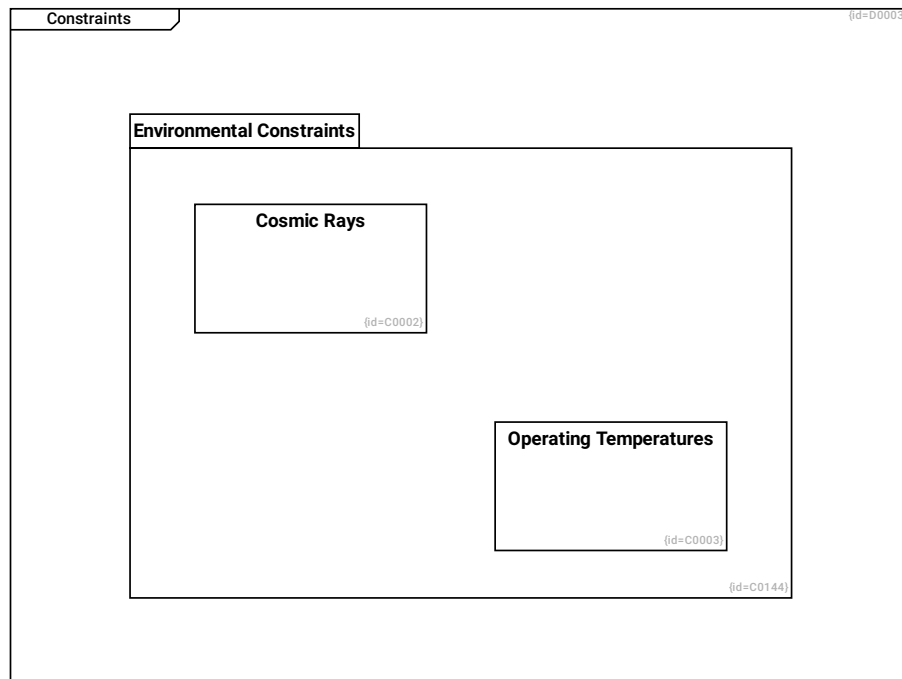 Constraints
{id=D0003
Environmental Constraints
Cosmic Rays
{id=C0002}
Operating Temperatures
{id=C0003}
{id=C0144}